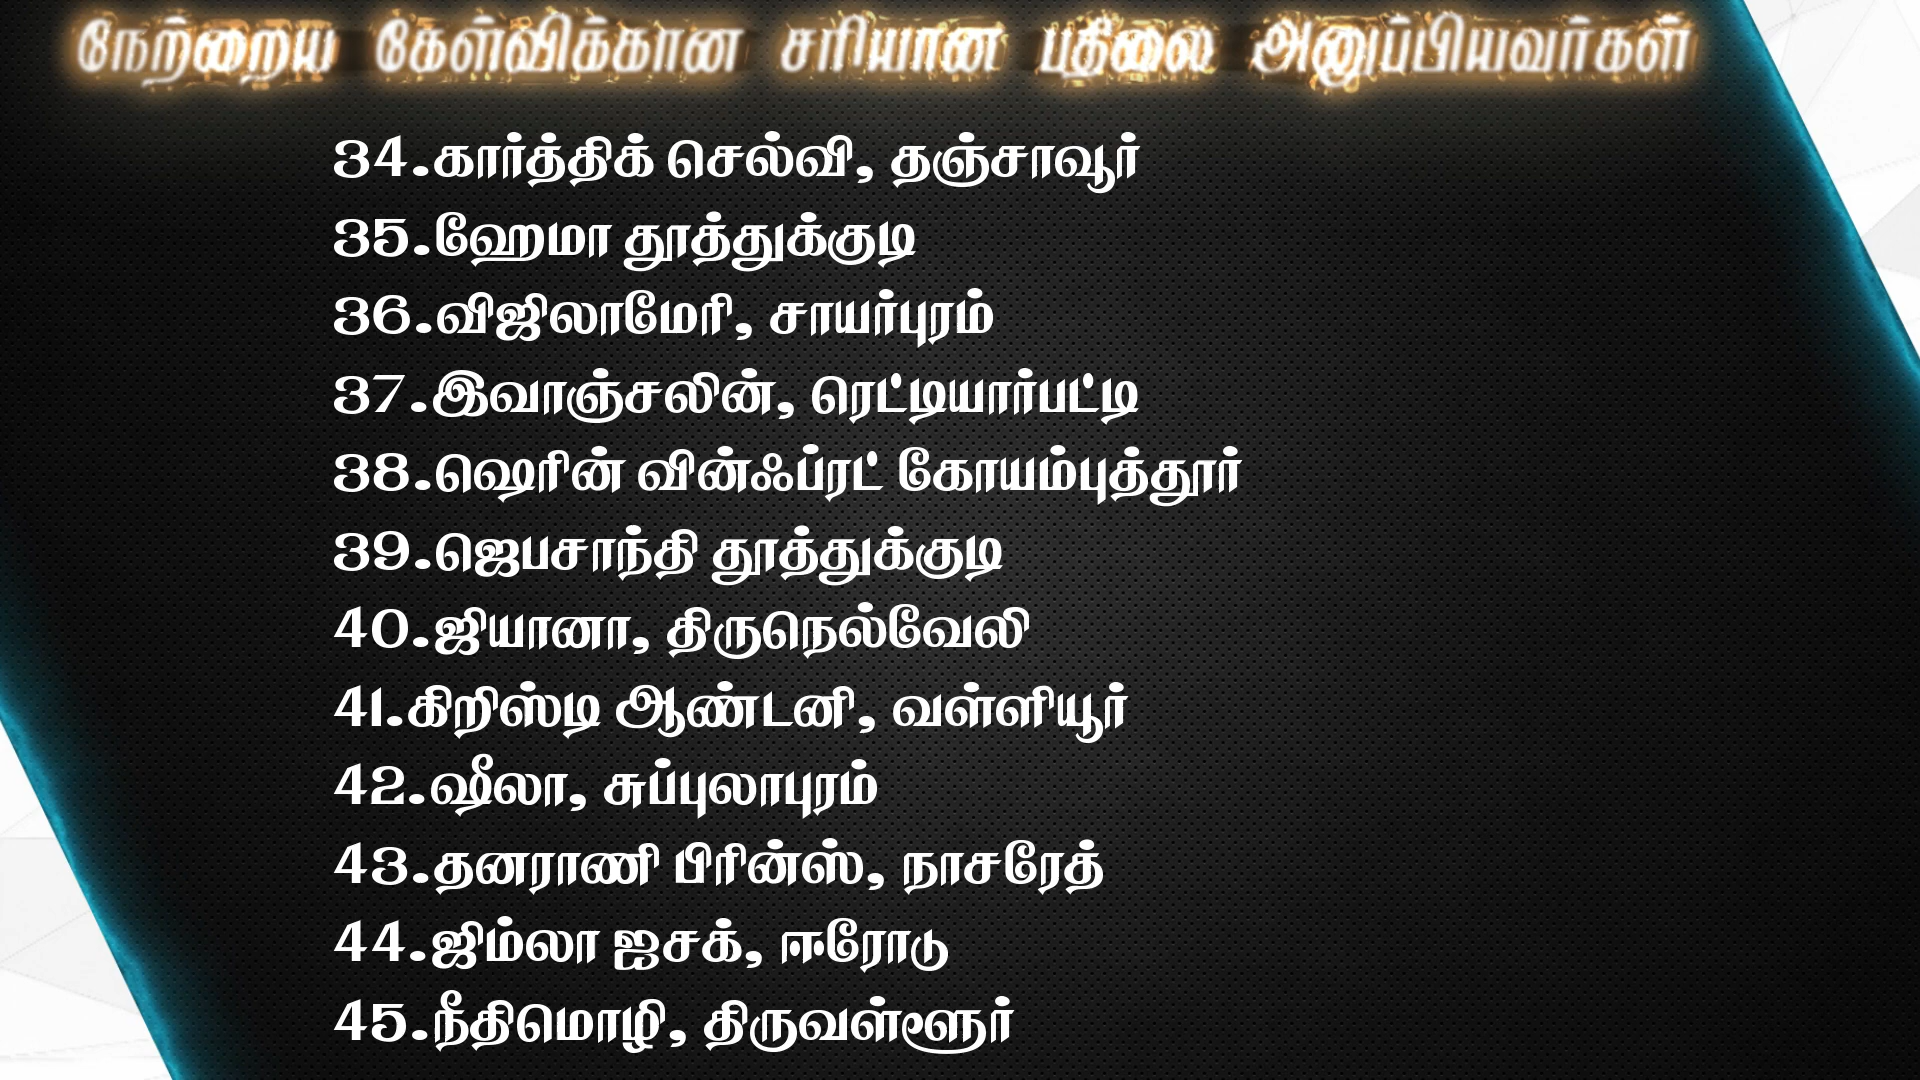 நேற்றைய கேள்விக்கான சரியான பதிலை அனுப்பியவர்கள்
34.கார்த்திக் செல்வி, தஞ்சாவூர்
35.ஹேமா தூத்துக்குடி
36.விஜிலாமேரி, சாயர்புரம்
37.இவாஞ்சலின், ரெட்டியார்பட்டி
38.ஷெரின் வின்ஃப்ரட் கோயம்புத்தூர்
39.ஜெபசாந்தி தூத்துக்குடி
40.ஜியானா, திருநெல்வேலி
41.கிறிஸ்டி ஆண்டனி, வள்ளியூர்
42.ஷீலா, சுப்புலாபுரம்
43.தனராணி பிரின்ஸ், நாசரேத்
44.ஜிம்லா ஐசக், ஈரோடு
45.நீதிமொழி, திருவள்ளூர்